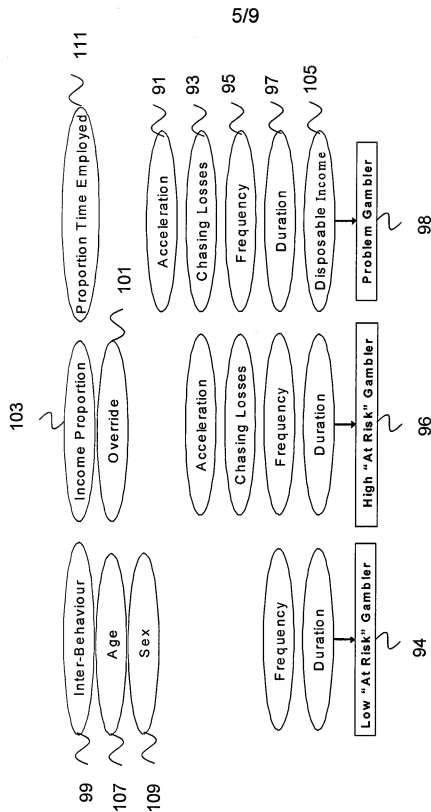 5/9
103
111
Inter-Behaviour
Income Proportion
Proportion Time Employed
99
Age
Override
101
107
Sex
109
Acceleration
91
Acceleration
Chasing Losses
93
Chasing Losses
Frequency
95
Frequency
Frequency
Duration
97
Duration
Duration
Disposable Income
105
Low "At Risk" Gambler
High "At Risk" Gambler
Problem Gambler
94
96
98